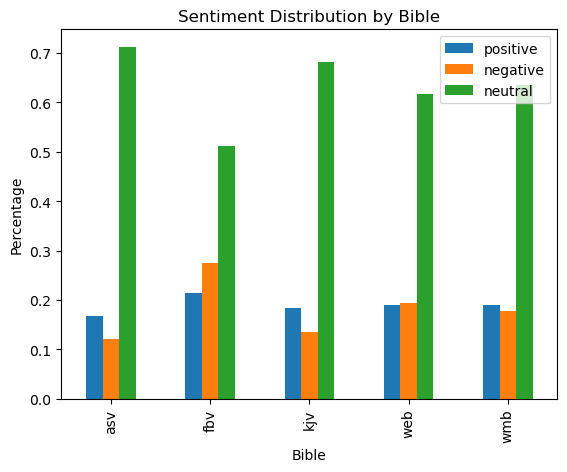 Sentiment Distribution by Bible
positive
negative
neutral
Percentage
0.7
0.6
0.5
0.4
0.3
0.2
0.1
0.0
asv
fbv
kjv
web
wmb
Bible